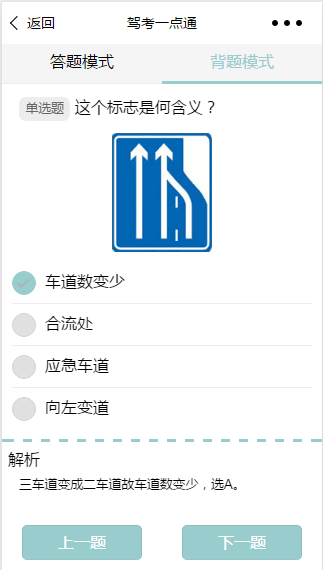 返回
驾考一点通
答题模式
背题模式
单选题 这个标志是何含义？
车道数变少
合流处
应急车道
向左变道
解析
三车道变成二车道故车道数变少，选A。
上一题
下一题